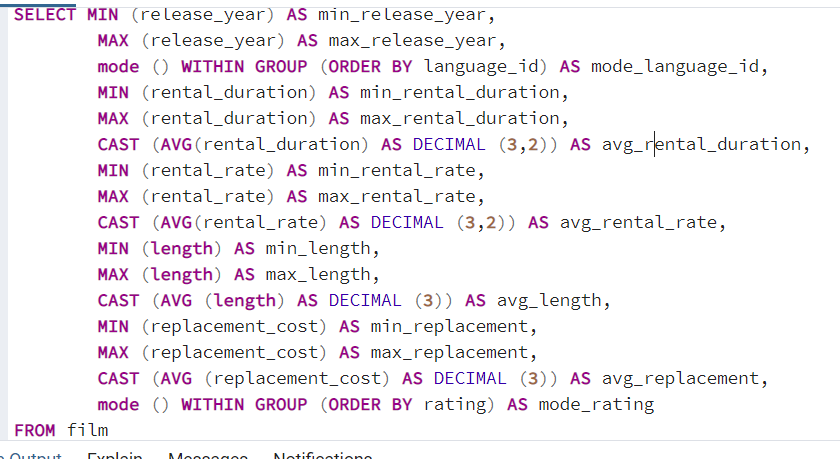 SELECT MIN (release_year) AS min_release_year,
MAX (release_year) AS max_release_year,
mode () WITHIN GROUP (ORDER BY language_id) AS mode_language_id,
MIN (rental_duration) AS min_rental_duration,
MAX (rental_duration) AS max_rental_duration,
CAST (AVG(rental_duration) AS DECIMAL (3,2)) AS avg_rental_duration,
MIN (rental_rate) AS min_rental_rate,
MAX (rental_rate) AS max_rental_rate,
CAST (AVG(rental_rate) AS DECIMAL (3,2)) AS avg_rental_rate,
MIN (length) AS min_length,
MAX (length) AS max_length,
CAST (AVG (length) AS DECIMAL (3)) AS avg_length,
MIN (replacement_cost) AS min_replacement,
MAX (replacement_cost) AS max_replacement,
CAST (AVG (replacement_cost) AS DECIMAL (3)) AS avg_replacement,
mode () WITHIN GROUP (ORDER BY rating) AS mode_rating
FROM film
Output Explain Messages Notifications